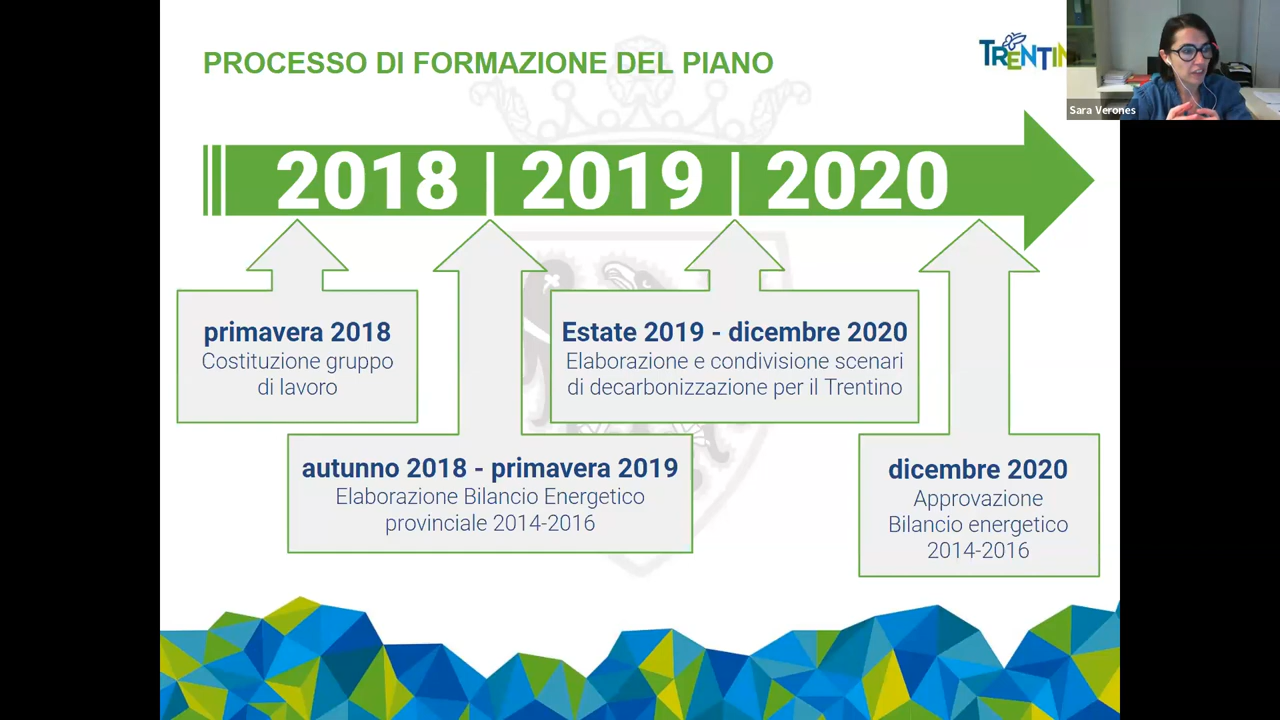 PROCESSO DI FORMAZIONE DEL PIANO
TRENTIN
Sara Verones
2018 | 2019 | 2020
primavera 2018
Costituzione gruppo
di lavoro
Estate 2019 - dicembre 2020
Elaborazione e condivisione scenari
di decarbonizzazione per il Trentino
autunno 2018 - primavera 2019
Elaborazione Bilancio Energetico
provinciale 2014-2016
dicembre 2020
Approvazione
Bilancio energetico
2014-2016